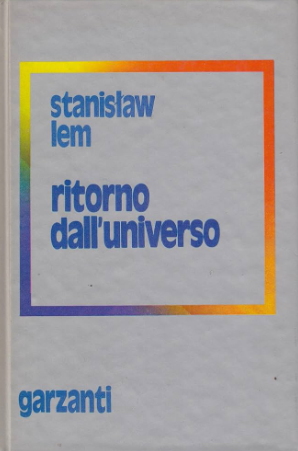 stanisław
lem
ritorno
dall'universo
garzanti